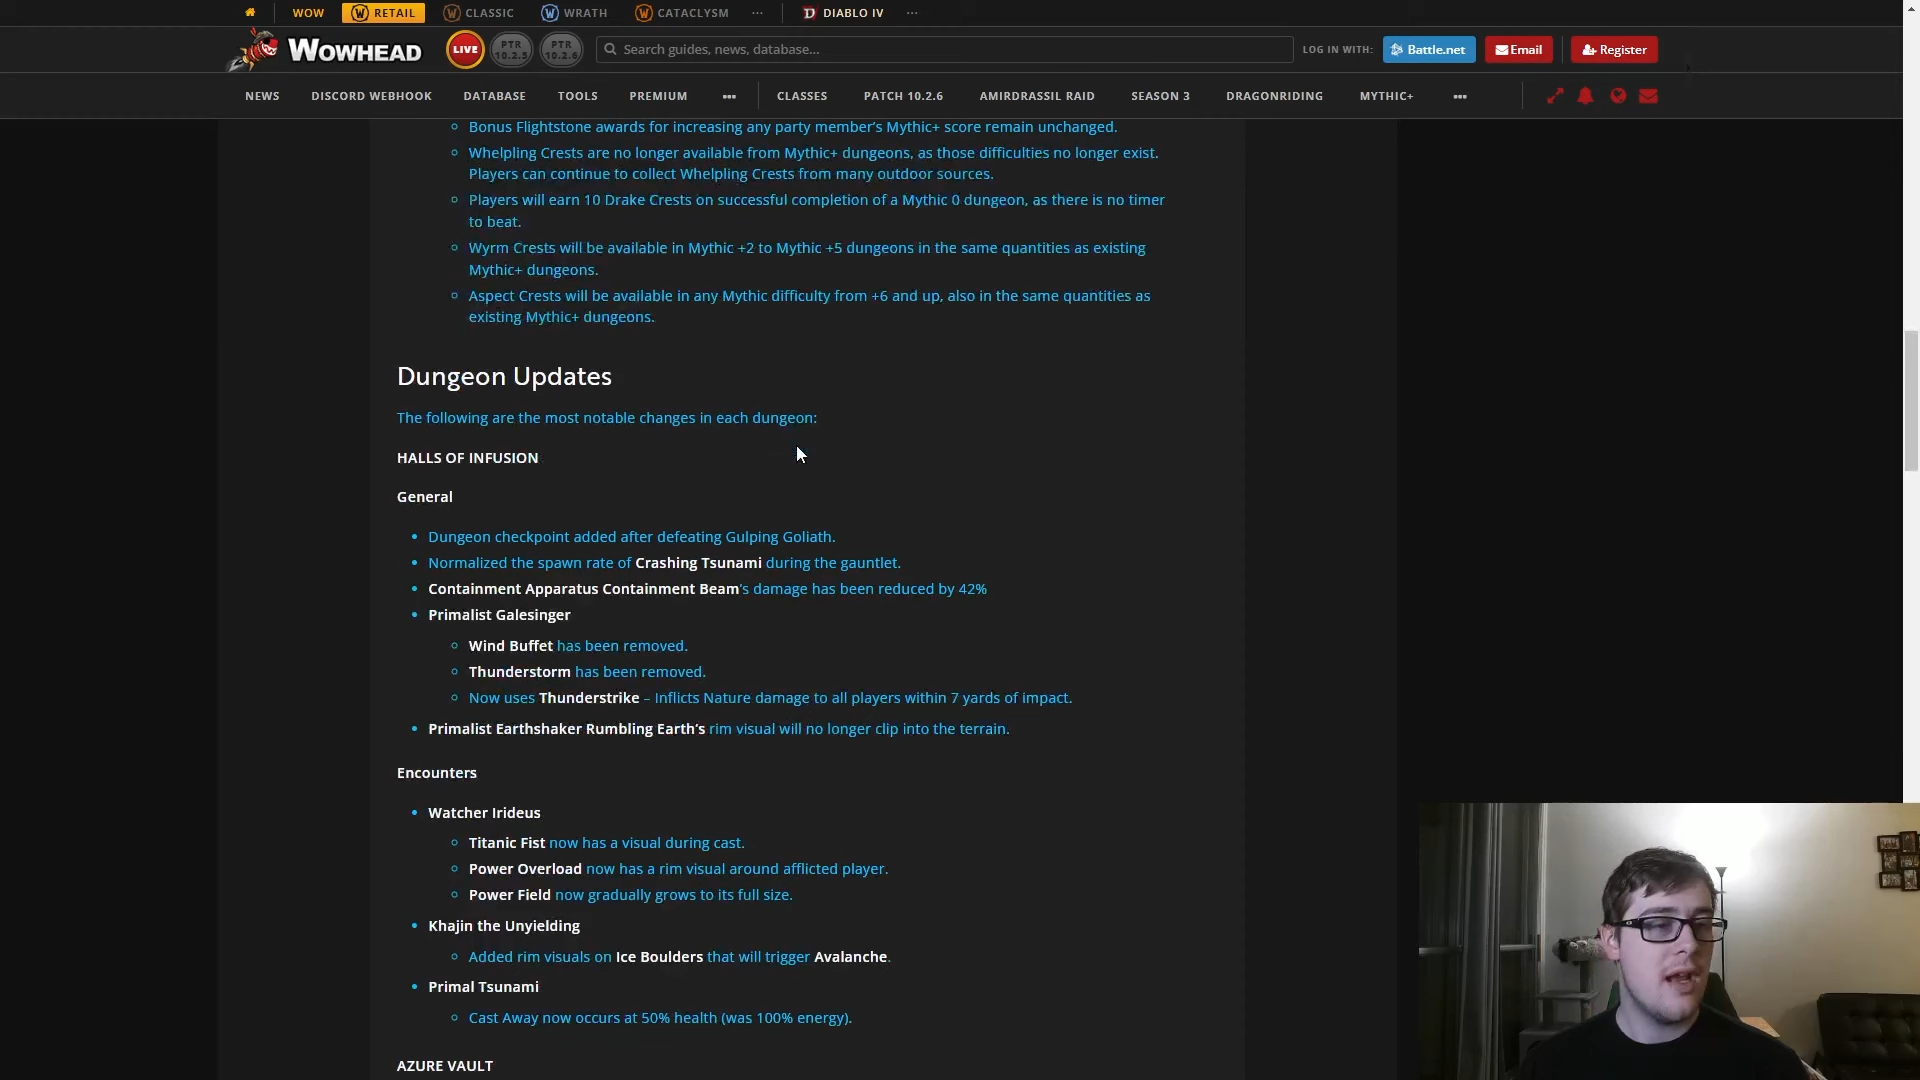 WOW
RETAIL
CLASSIC
WRATH
CATACLYSM
DIABLO IV
WOWHEAD
LIVE
PTR
10.2.5
PTR
10.2.6
Search guides, news, database...
LOG IN WITH:
Battle.net
Email
Register
NEWS
DISCORD WEBHOOK
DATABASE
TOOLS
PREMIUM
CLASSES
PATCH 10.2.6
AMIRDRASSIL RAID
SEASON 3
DRAGONRIDING
MYTHIC+
Bonus Flightstone awards for increasing any party member's Mythic+ score remain unchanged.
Whelpling Crests are no longer available from Mythic+ dungeons, as those difficulties no longer exist.
Players can continue to collect Whelpling Crests from many outdoor sources.
Players will earn 10 Drake Crests on successful completion of a Mythic 0 dungeon, as there is no timer
to beat.
Wyrm Crests will be available in Mythic +2 to Mythic +5 dungeons in the same quantities as existing
Mythic+ dungeons.
Aspect Crests will be available in any Mythic difficulty from +6 and up, also in the same quantities as
existing Mythic+ dungeons.
Dungeon Updates
The following are the most notable changes in each dungeon:
HALLS OF INFUSION
General
Dungeon checkpoint added after defeating Gulping Goliath.
Normalized the spawn rate of Crashing Tsunami during the gauntlet.
Containment Apparatus Containment Beam's damage has been reduced by 42%
Primalist Galesinger
Wind Buffet has been removed.
Thunderstorm has been removed.
Now uses Thunderstrike – Inflicts Nature damage to all players within 7 yards of impact.
Primalist Earthshaker Rumbling Earth's rim visual will no longer clip into the terrain.
Encounters
Watcher Irideus
Titanic Fist now has a visual during cast.
Power Overload now has a rim visual around afflicted player.
Power Field now gradually grows to its full size.
Khajin the Unyielding
Added rim visuals on Ice Boulders that will trigger Avalanche.
Primal Tsunami
Cast Away now occurs at 50% health (was 100% energy).
AZURE VAULT